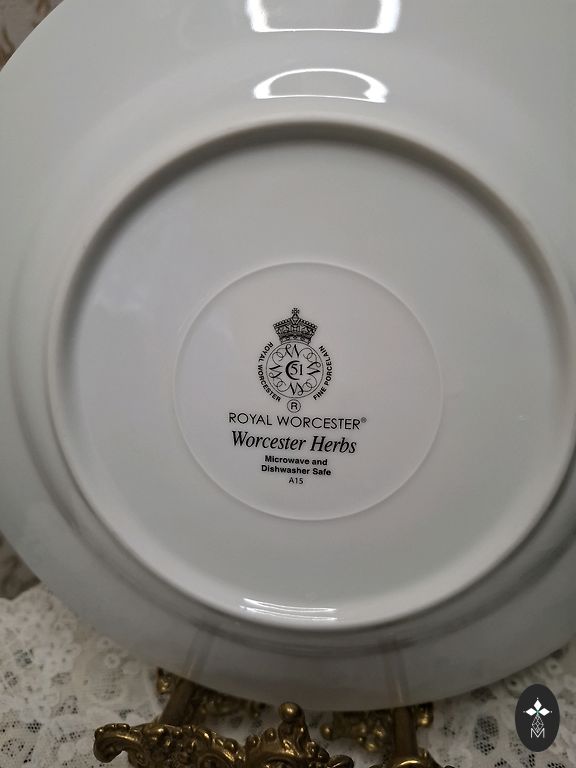 ROYAL WORCESTER FINE PORCELAIN
51
®
ROYAL WORCESTER®
Worcester Herbs
Microwave and
Dishwasher Safe
A15